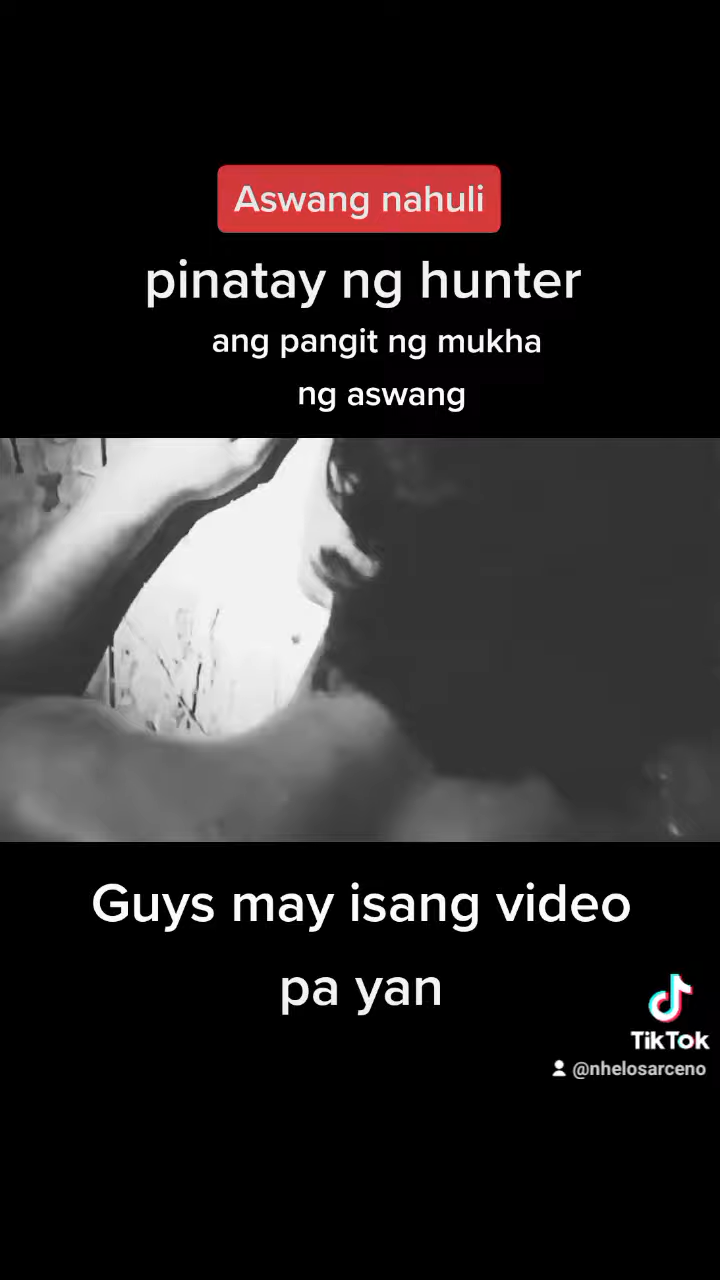 Aswang nahuli
pinatay ng hunter
ang pangit ng mukha
ng aswang
Guys may isang video
pa yan
TikTok
@nhelosarceno